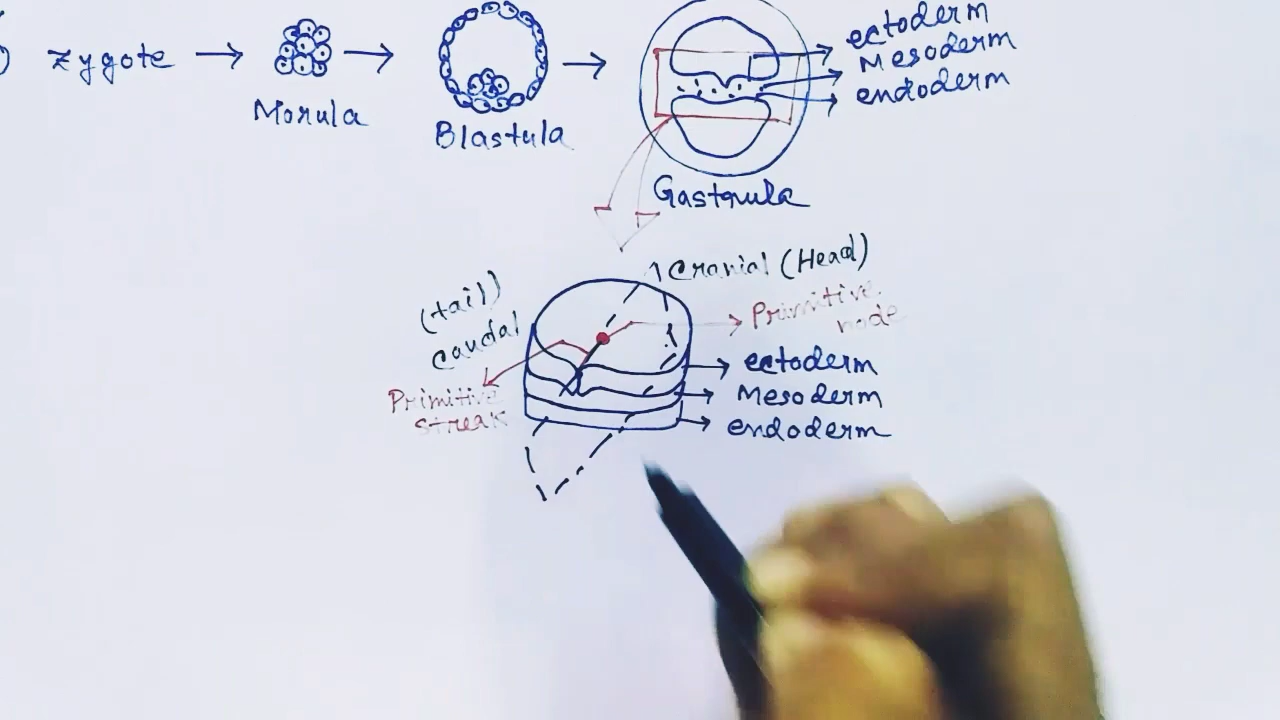 Zygote
Morula
Blastula
ectoderm
Mesoderm
endoderm
Gastrula
Cranial (Head)
(tail)
caudal
Primitive
node
ectoderm
Mesoderm
endoderm
Primitive
streak